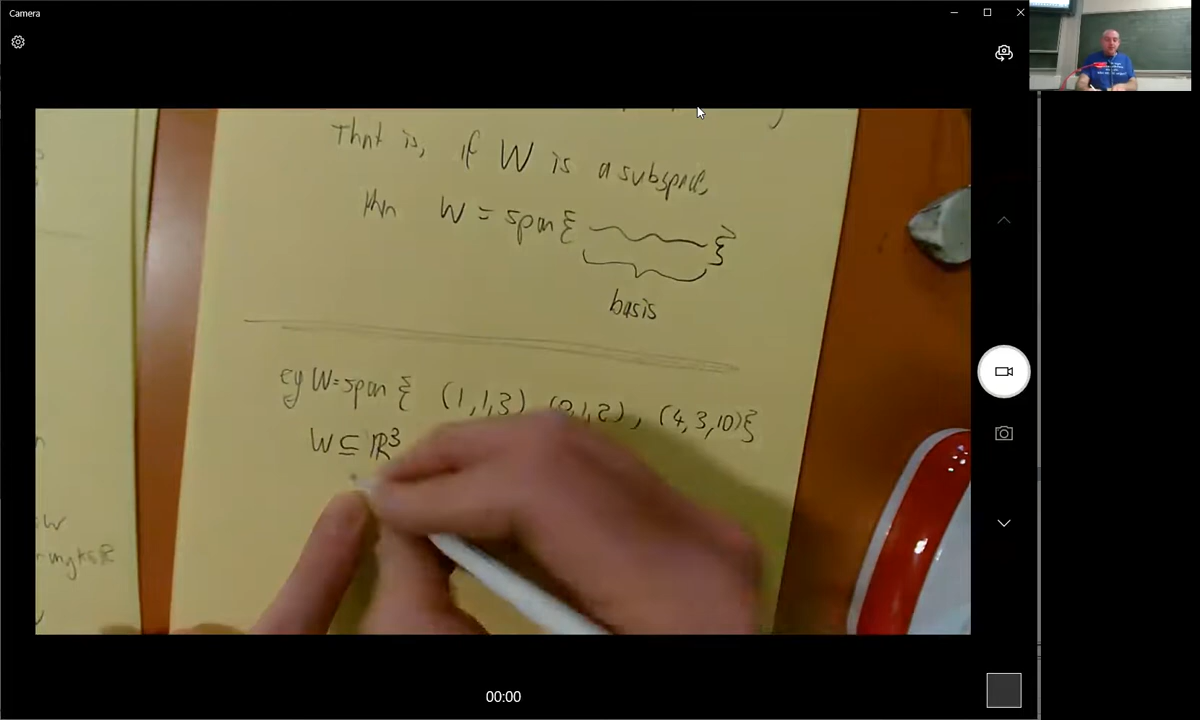 Camera
That is, if W is a subspace,
then W = span{ }
basis
eg W=span { (1,1,3), (0,1,2), (4,3,10)}
W ⊆ ℝ³
00:00